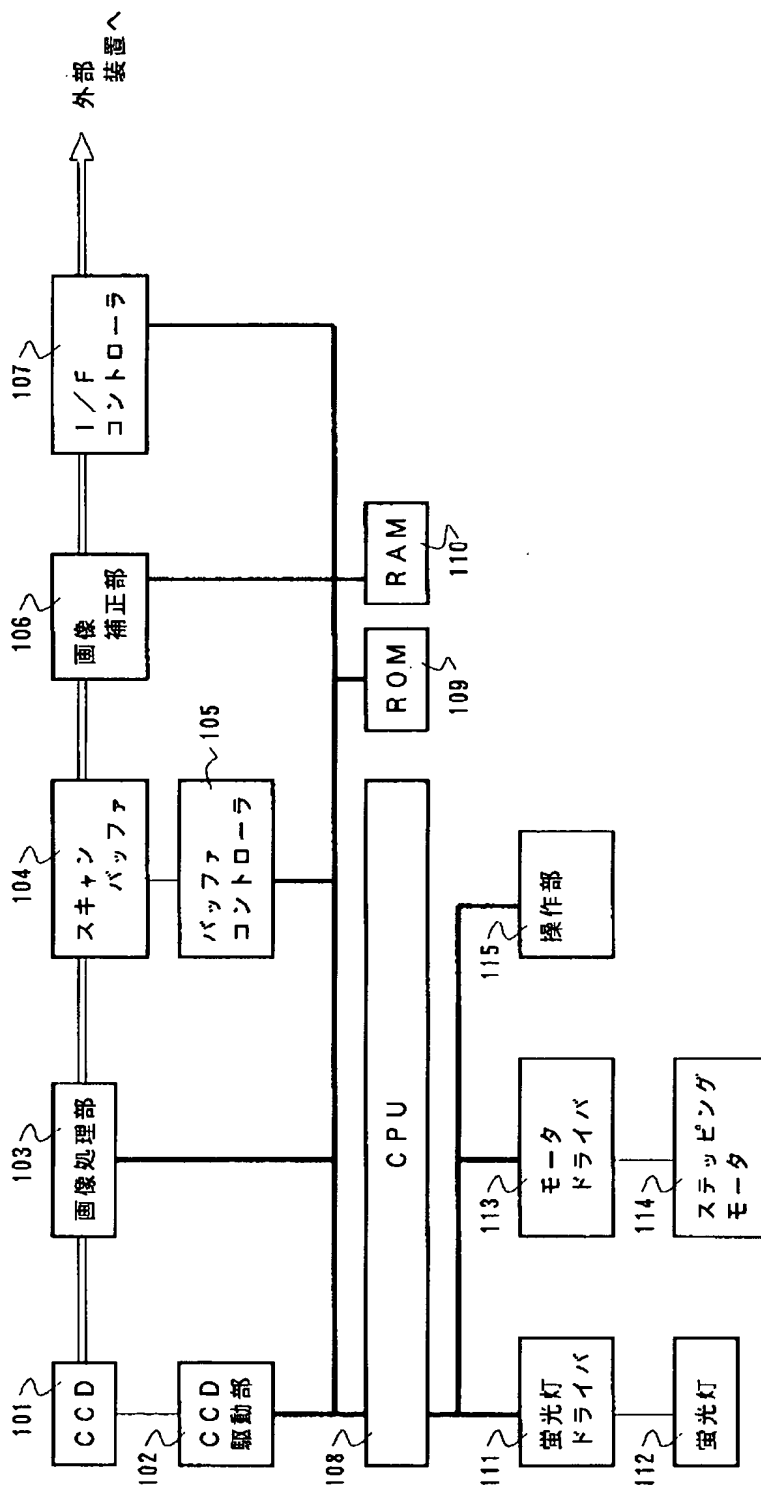 101
CCD
102
CCD
駆動部
103
画像処理部
104
スキャン
バッファ
105
バッファ
コントローラ
106
画像
補正部
107
I/F
コントローラ
外部
装置へ
108
CPU
ROM
109
RAM
110
111
蛍光灯
ドライバ
112
蛍光灯
113
モータ
ドライバ
114
ステッピング
モータ
115
操作部